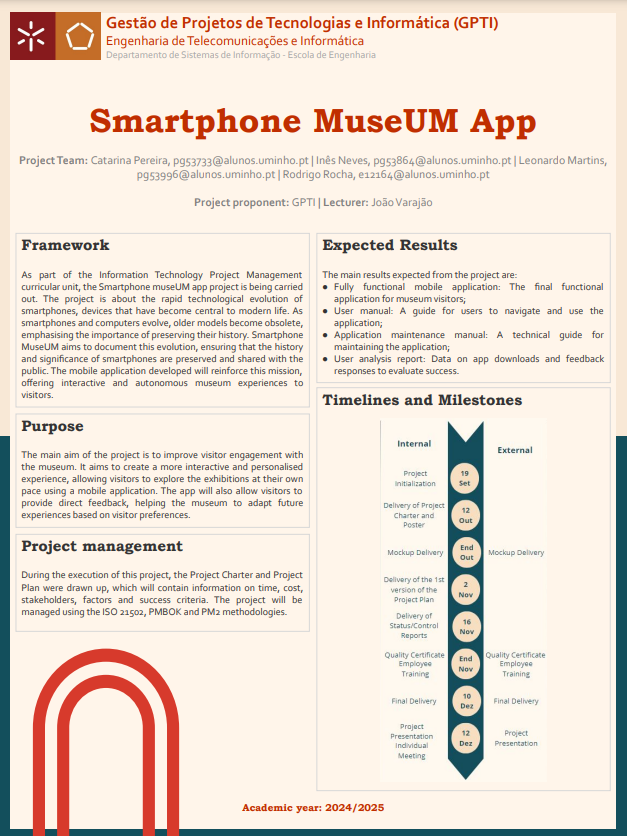 Gestão de Projetos de Tecnologias e Informática (GPTI)
Engenharia de Telecomunicações e Informática
Departamento de Sistemas de Informação - Escola de Engenharia
Smartphone MuseUM App
Project Team: Catarina Pereira, pg53733@alunos.uminho.pt | Inês Neves, pg53864@alunos.uminho.pt | Leonardo Martins,
pg53996@alunos.uminho.pt | Rodrigo Rocha, e12164@alunos.uminho.pt
Project proponent: GPTI | Lecturer: João Varajão
Framework
As part of the Information Technology Project Management
curricular unit, the Smartphone museUM app project is being carried
out. The project is about the rapid technological evolution of
smartphones, devices that have become central to modern life. As
smartphones and computers evolve, older models become obsolete,
emphasising the importance of preserving their history. Smartphone
MuseUM aims to document this evolution, ensuring that the history
and significance of smartphones are preserved and shared with the
public. The mobile application developed will reinforce this mission,
offering interactive and autonomous museum experiences to
visitors.
Purpose
The main aim of the project is to improve visitor engagement with
the museum. It aims to create a more interactive and personalised
experience, allowing visitors to explore the exhibitions at their own
pace using a mobile application. The app will also allow visitors to
provide direct feedback, helping the museum to adapt future
experiences based on visitor preferences.
Project management
During the execution of this project, the Project Charter and Project
Plan were drawn up, which will contain information on time, cost,
stakeholders, factors and success criteria. The project will be
managed using the ISO 21502, PMBOK and PM2 methodologies.
Expected Results
The main results expected from the project are:
● Fully functional mobile application: The final functional
application for museum visitors;
● User manual: A guide for users to navigate and use the
application;
● Application maintenance manual: A technical guide for
maintaining the application;
● User analysis report: Data on app downloads and feedback
responses to evaluate success.
Timelines and Milestones
Internal
External
Project
Initialization
19
Set
Delivery of Project
Charter and
Poster
12
Out
Mockup Delivery
End
Out
Mockup Delivery
Delivery of the 1st
version of the
Project Plan
2
Nov
Delivery of
Status/Control
Reports
16
Nov
Quality Certificate
Employee
Training
End
Nov
Quality Certificate
Employee
Training
Final Delivery
10
Dez
Final Delivery
Project
Presentation
Individual
Meeting
12
Dez
Project
Presentation
Academic year: 2024/2025